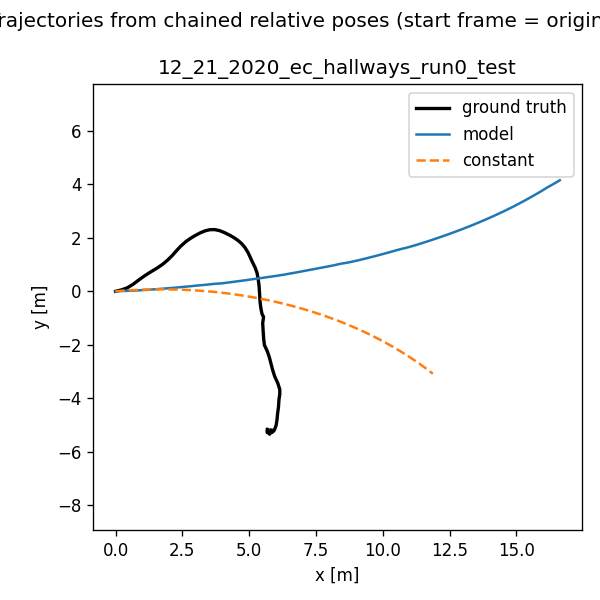 rajectories from chained relative poses (start frame = origin
12_21_2020_ec_hallways_run0_test
ground truth
model
constant
6
4
2
0
−2
−4
−6
−8
y [m]
0.0 2.5 5.0 7.5 10.0 12.5 15.0
x [m]